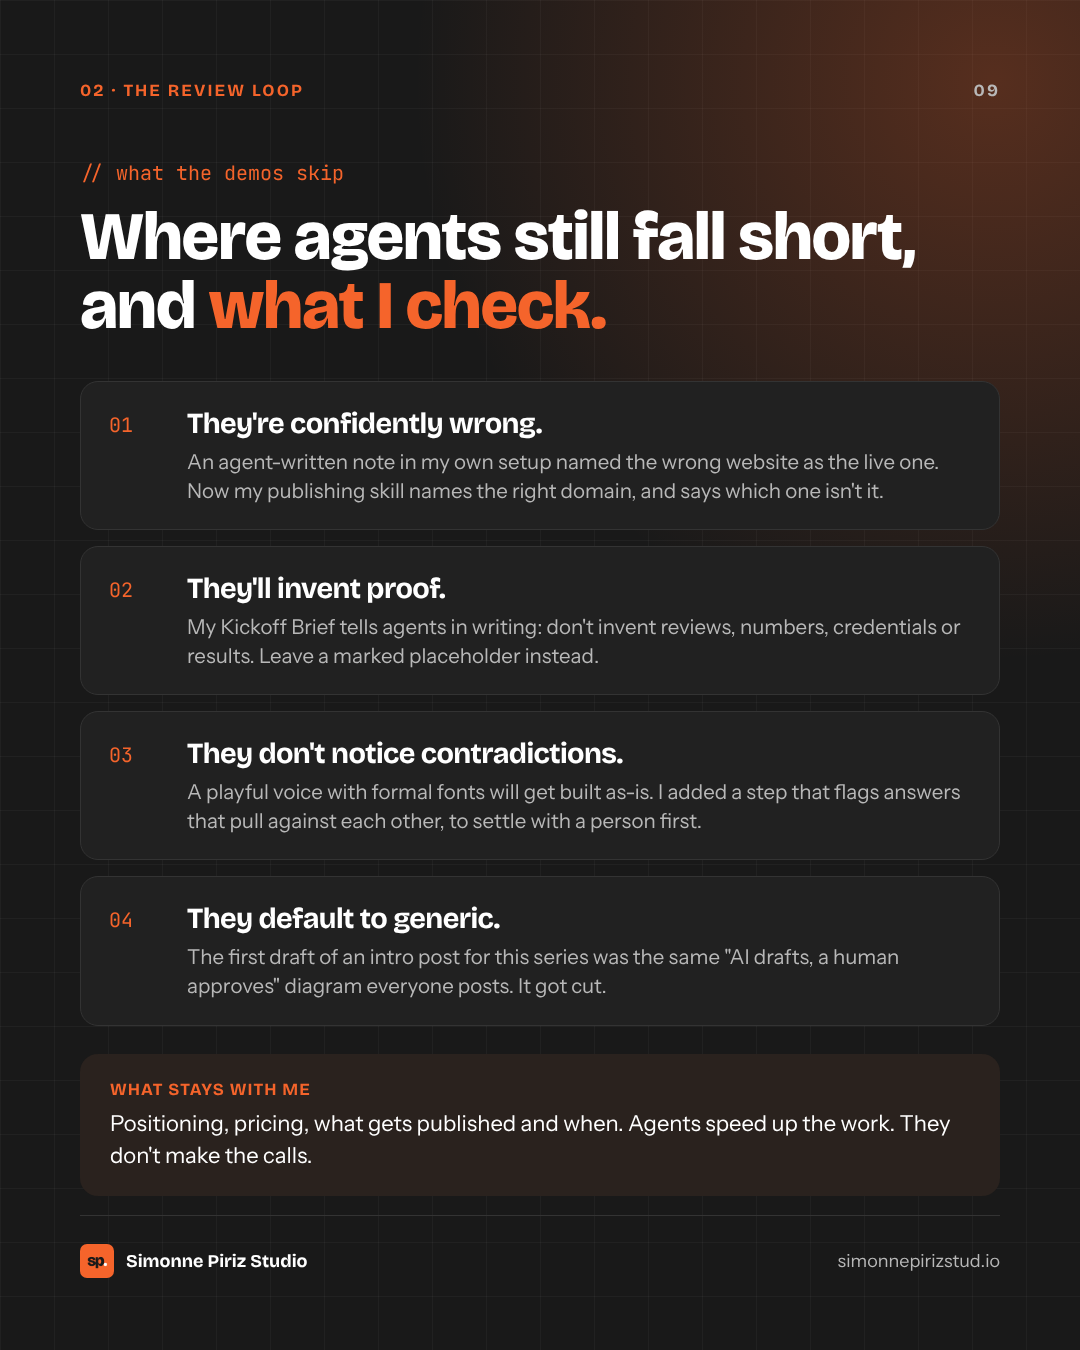 02 · THE REVIEW LOOP
09
// what the demos skip
Where agents still fall short,
and what I check.
01
They're confidently wrong.
An agent-written note in my own setup named the wrong website as the live one.
Now my publishing skill names the right domain, and says which one isn't it.
02
They'll invent proof.
My Kickoff Brief tells agents in writing: don't invent reviews, numbers, credentials or
results. Leave a marked placeholder instead.
03
They don't notice contradictions.
A playful voice with formal fonts will get built as-is. I added a step that flags answers
that pull against each other, to settle with a person first.
04
They default to generic.
The first draft of an intro post for this series was the same "AI drafts, a human
approves" diagram everyone posts. It got cut.
WHAT STAYS WITH ME
Positioning, pricing, what gets published and when. Agents speed up the work. They
don't make the calls.
sp.
Simonne Piriz Studio
simonnepirizstud.io